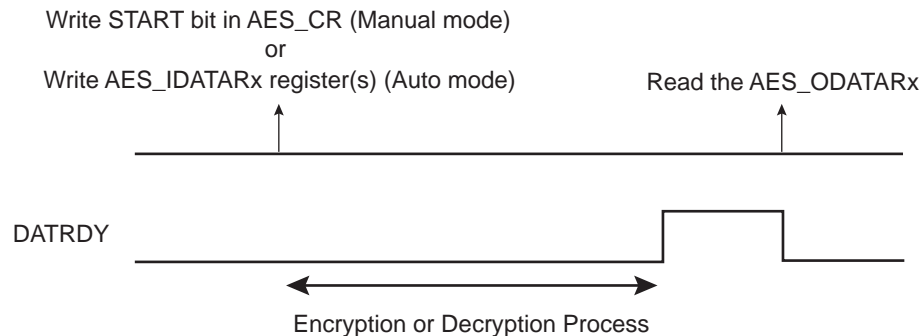 Write START bit in AES_CR (Manual mode)
or
Write AES_IDATARx register(s) (Auto mode)
Read the AES_ODATARx
DATRDY
Encryption or Decryption Process